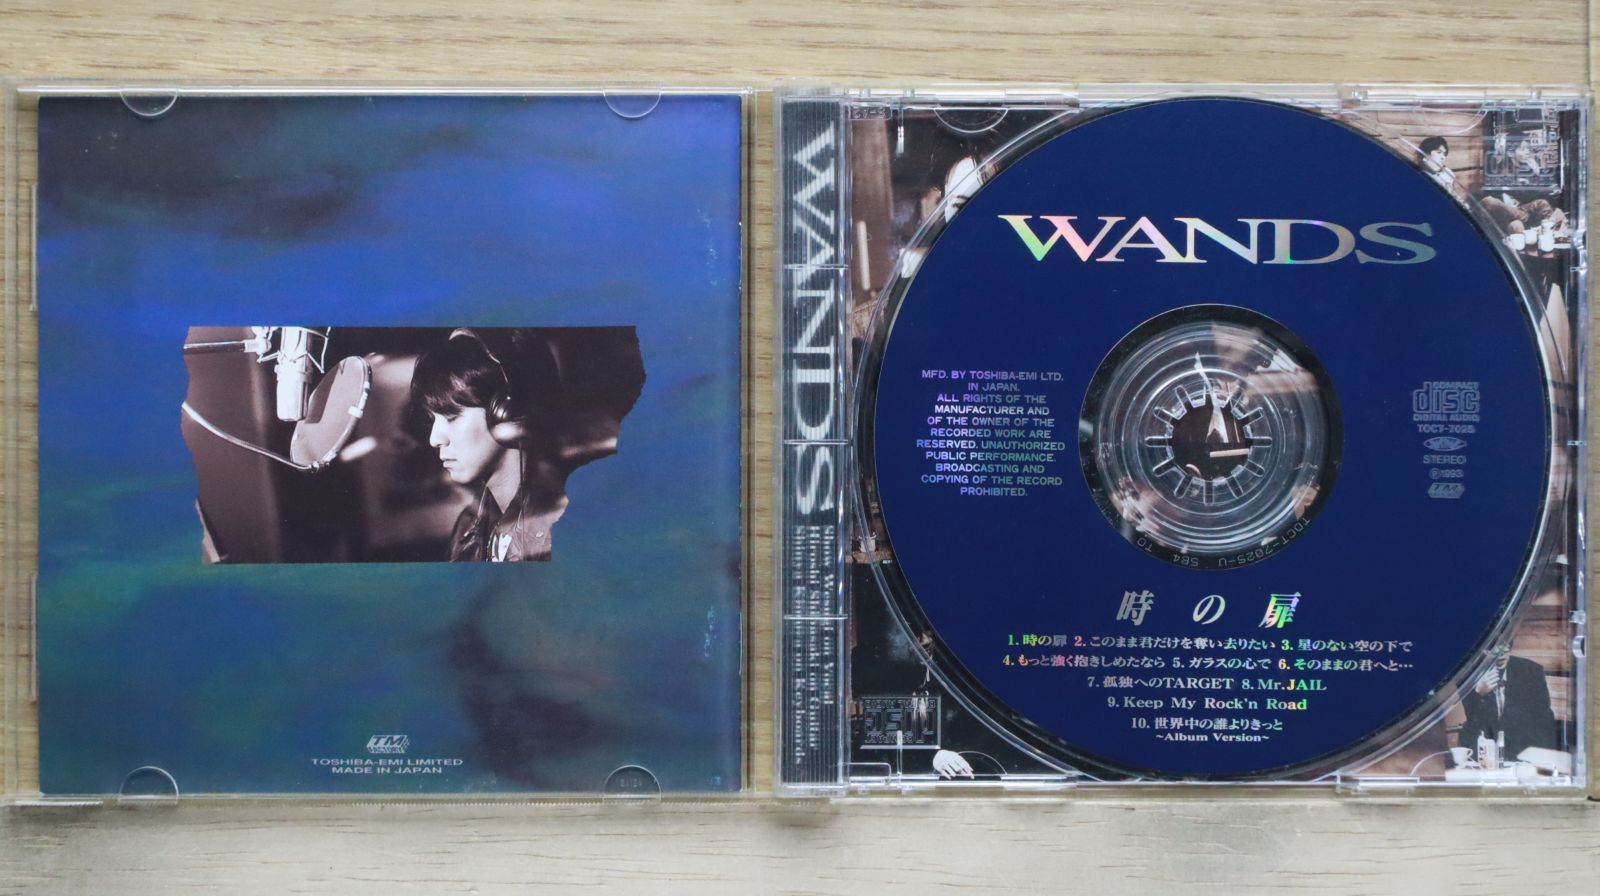 TM
TOSHIBA-EMI LIMITED
MADE IN JAPAN
WANDS
WANDS
MFD. BY TOSHIBA-EMI LTD.
IN JAPAN.
ALL RIGHTS OF THE
MANUFACTURER AND
OF THE OWNER OF THE
RECORDED WORK ARE
RESERVED. UNAUTHORIZED
PUBLIC PERFORMANCE.
BROADCASTING AND
COPYING OF THE RECORD
PROHIBITED.
COMPACT
disc
DIGITAL AUDIO
TOCT-7025
STEREO
Ⓟ1993
TM
TOCT-7025-U 5B4 TO
時の扉
1. 時の扉 2. このまま君だけを奪い去りたい 3. 星のない空の下で
4. もっと強く抱きしめたなら 5. ガラスの心で 6. そのままの君へと…
7. 孤独へのTARGET 8. Mr.JAIL
9. Keep My Rock'n Road
10. 世界中の誰よりきっと
~Album Version~